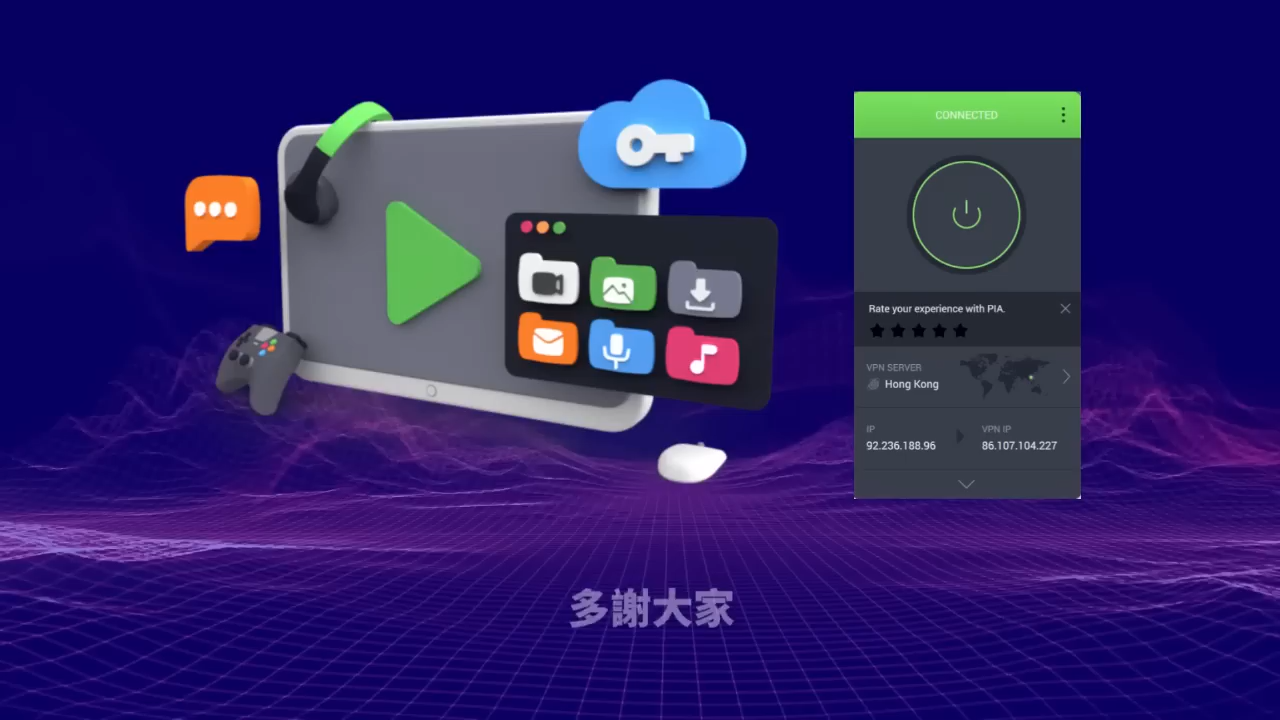 CONNECTED
Rate your experience with PIA.
VPN SERVER
Hong Kong
IP
92.236.188.96
VPN IP
86.107.104.227
多謝大家